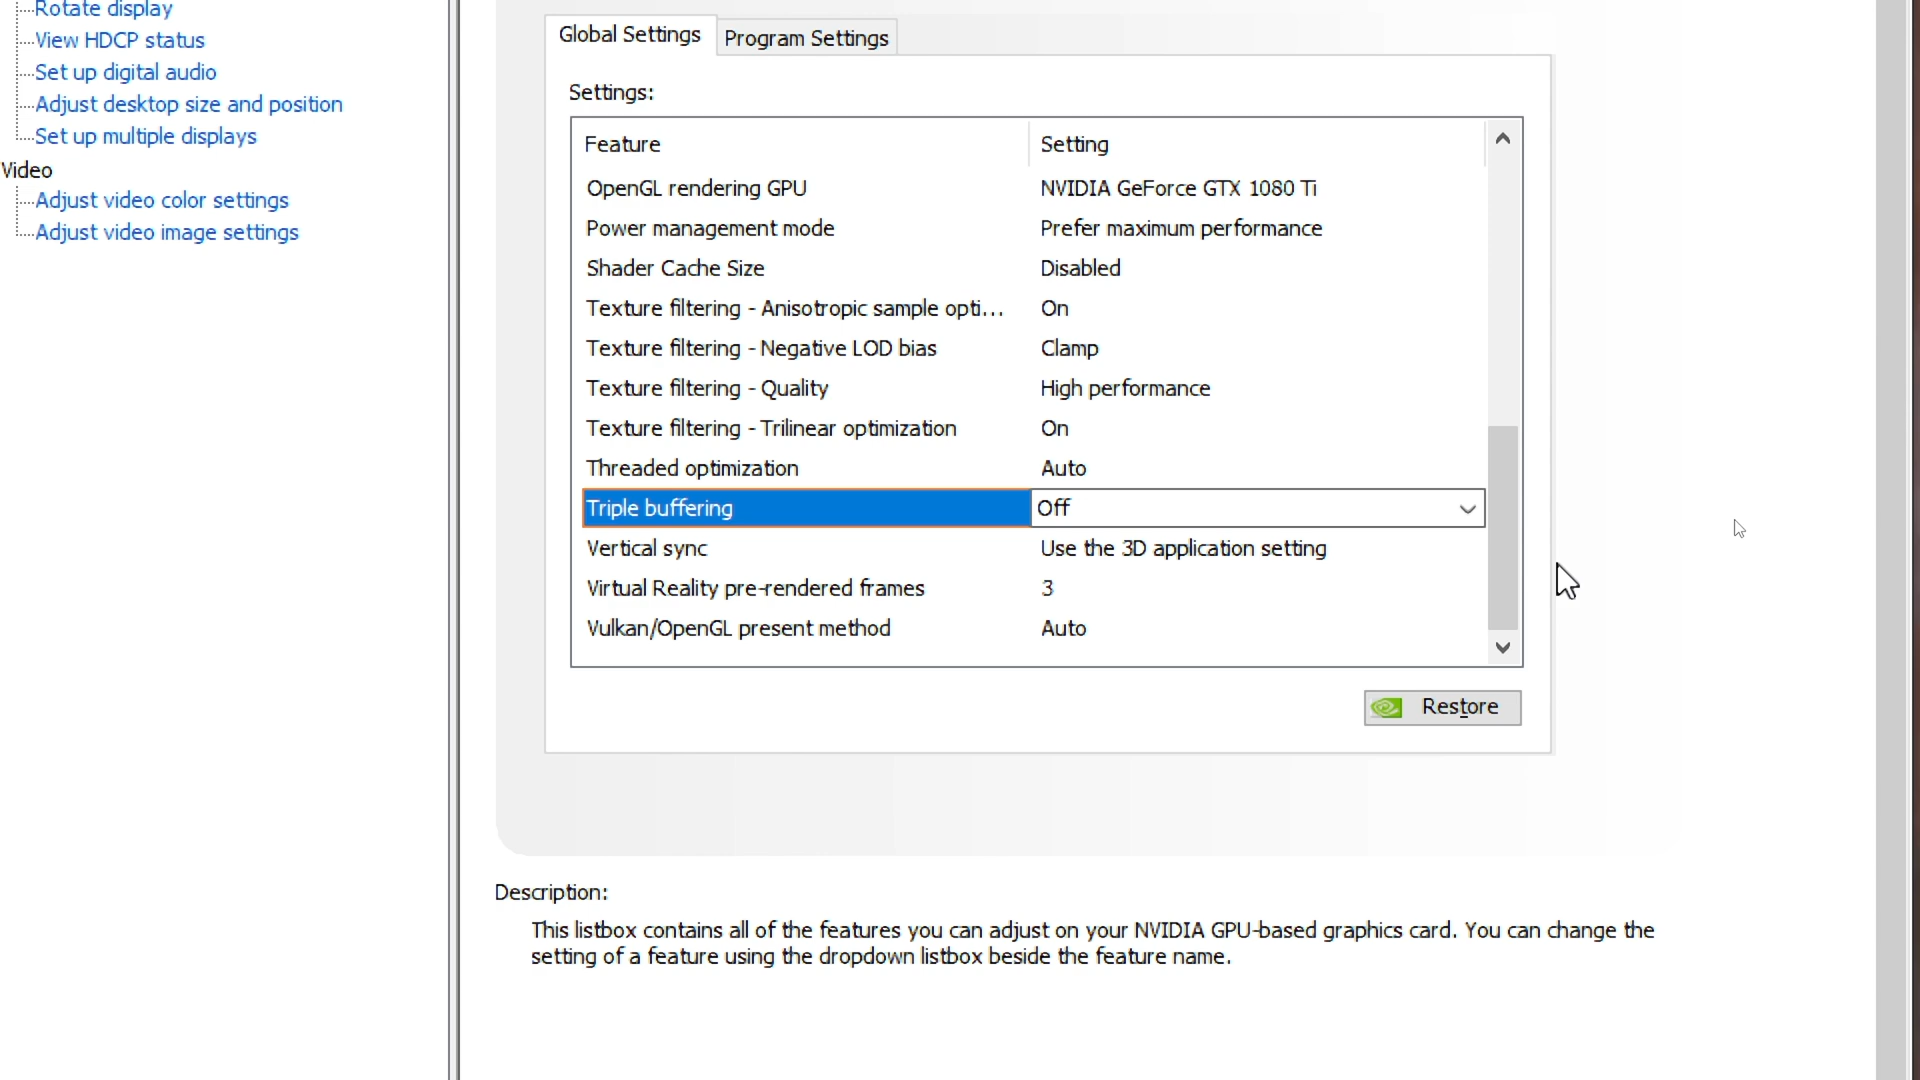 Rotate display
View HDCP status
Set up digital audio
Adjust desktop size and position
Set up multiple displays
Video
Adjust video color settings
Adjust video image settings
Global Settings
Program Settings
Settings:
Feature Setting
OpenGL rendering GPU NVIDIA GeForce GTX 1080 Ti
Power management mode Prefer maximum performance
Shader Cache Size Disabled
Texture filtering - Anisotropic sample opti... On
Texture filtering - Negative LOD bias Clamp
Texture filtering - Quality High performance
Texture filtering - Trilinear optimization On
Threaded optimization Auto
Triple buffering Off
Vertical sync Use the 3D application setting
Virtual Reality pre-rendered frames 3
Vulkan/OpenGL present method Auto
Restore
Description:
This listbox contains all of the features you can adjust on your NVIDIA GPU-based graphics card. You can change the
setting of a feature using the dropdown listbox beside the feature name.